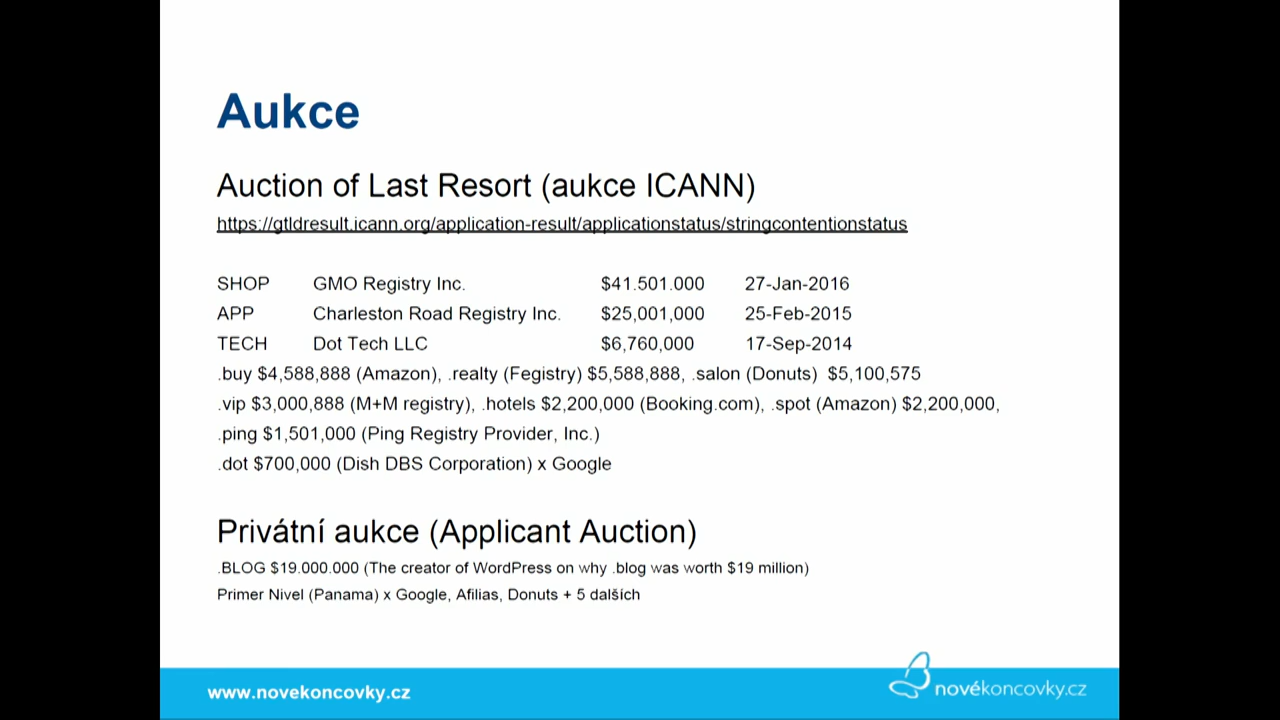 Aukce
Auction of Last Resort (aukce ICANN)
https://gtldresult.icann.org/application-result/applicationstatus/stringcontentionstatus
SHOP GMO Registry Inc. $41.501.000 27-Jan-2016
APP Charleston Road Registry Inc. $25,001,000 25-Feb-2015
TECH Dot Tech LLC $6,760,000 17-Sep-2014
.buy $4,588,888 (Amazon), .realty (Fegistry) $5,588,888, .salon (Donuts) $5,100,575
.vip $3,000,888 (M+M registry), .hotels $2,200,000 (Booking.com), .spot (Amazon) $2,200,000,
.ping $1,501,000 (Ping Registry Provider, Inc.)
.dot $700,000 (Dish DBS Corporation) x Google
Privátní aukce (Applicant Auction)
.BLOG $19.000.000 (The creator of WordPress on why .blog was worth $19 million)
Primer Nivel (Panama) x Google, Afilias, Donuts + 5 dalších
www.novekoncovky.cz
novékoncovky.cz